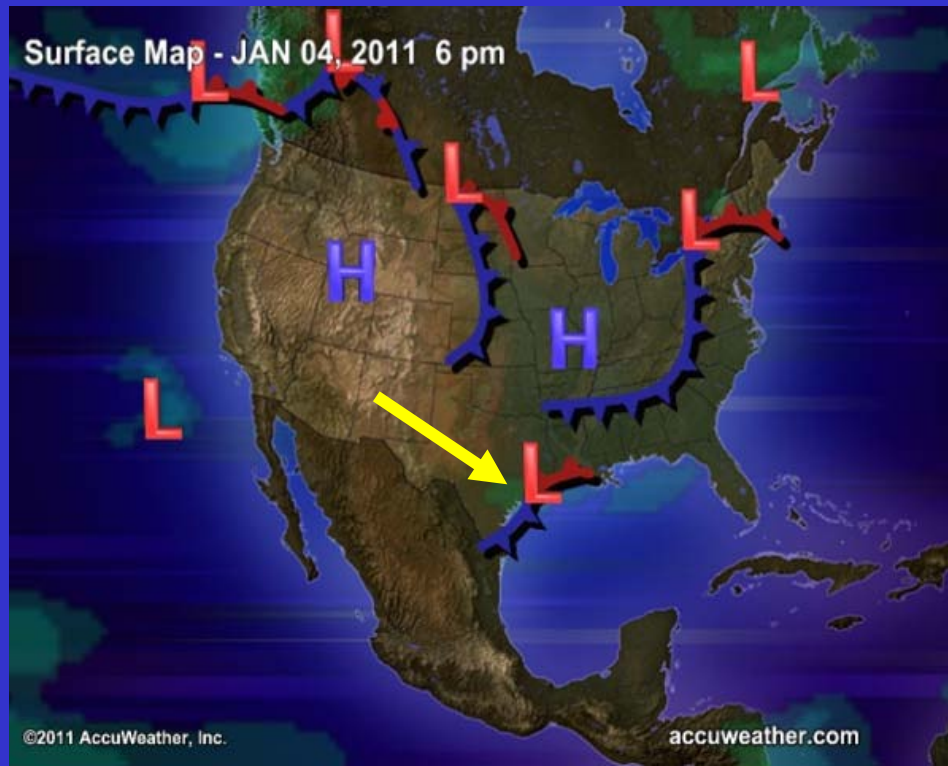 Surface Map - JAN 04, 2011 6 pm
L
L
L
L
L
H
H
L
L
©2011 AccuWeather, Inc.
accuweather.com